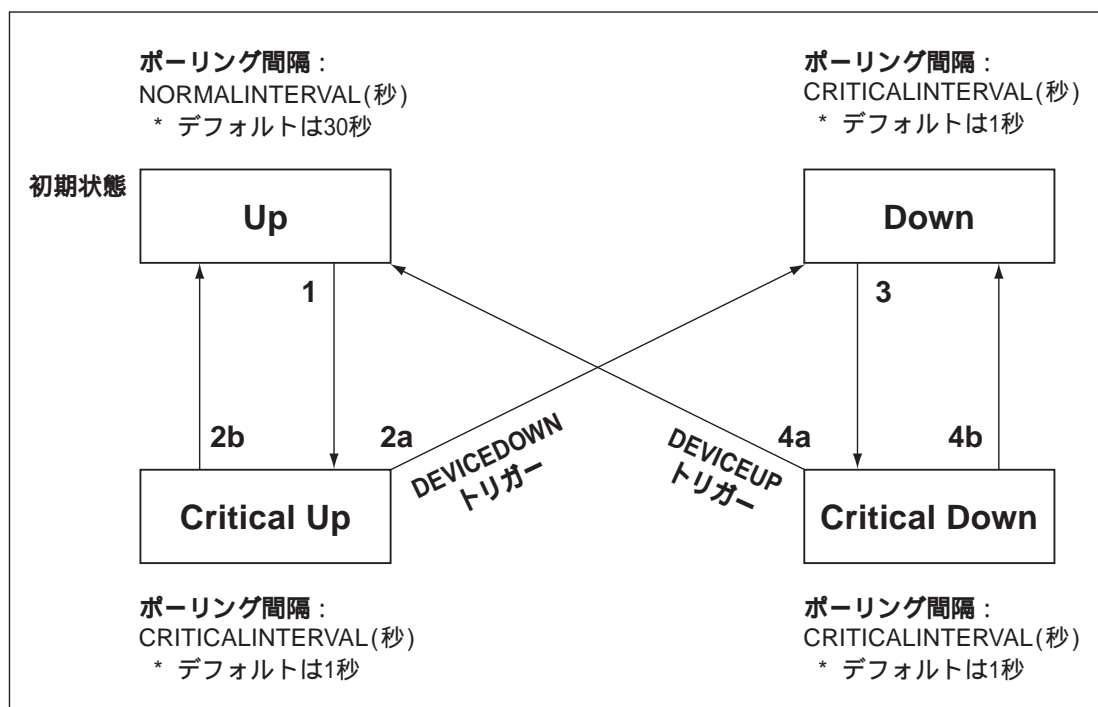 ポーリング間隔：
NORMALINTERVAL(秒)
* デフォルトは30秒
ポーリング間隔：
CRITICALINTERVAL(秒)
* デフォルトは1秒
初期状態
Up
Down
1
3
2b
2a
DEVICEDOWN
トリガー
DEVICEUP
トリガー
4a
4b
Critical Up
Critical Down
ポーリング間隔：
CRITICALINTERVAL(秒)
* デフォルトは1秒
ポーリング間隔：
CRITICALINTERVAL(秒)
* デフォルトは1秒